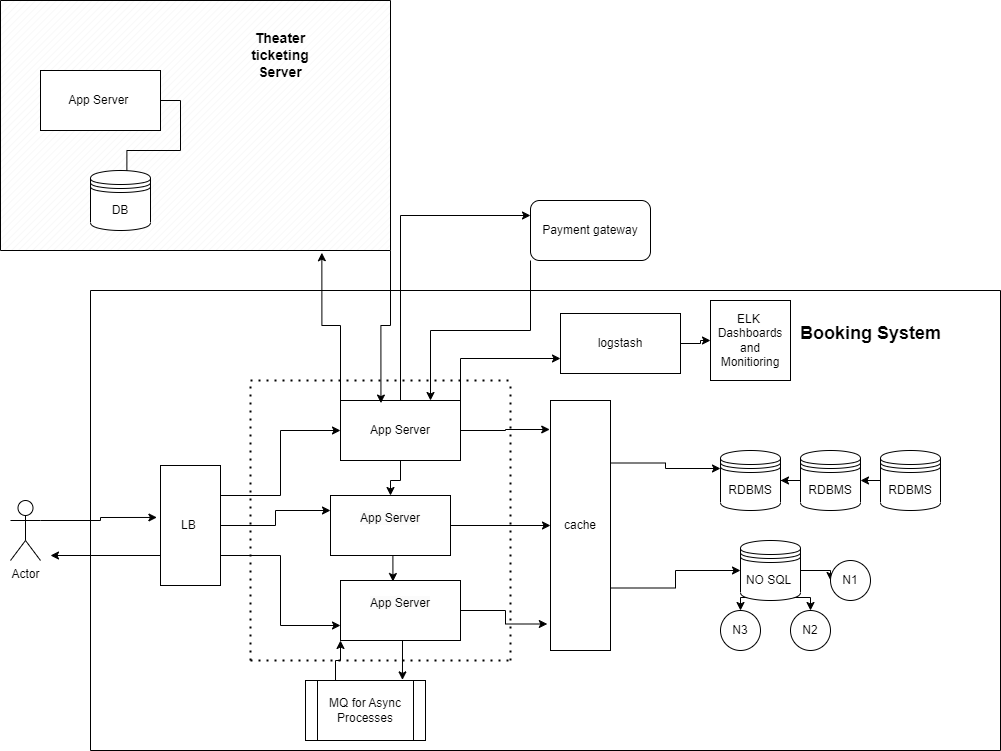 Theater
ticketing
Server
App Server
DB
Payment gateway
Booking System
logstash
ELK
Dashboards
and
Monitioring
App Server
App Server
App Server
LB
Actor
cache
RDBMS
RDBMS
RDBMS
NO SQL
N1
N3
N2
MQ for Async
Processes